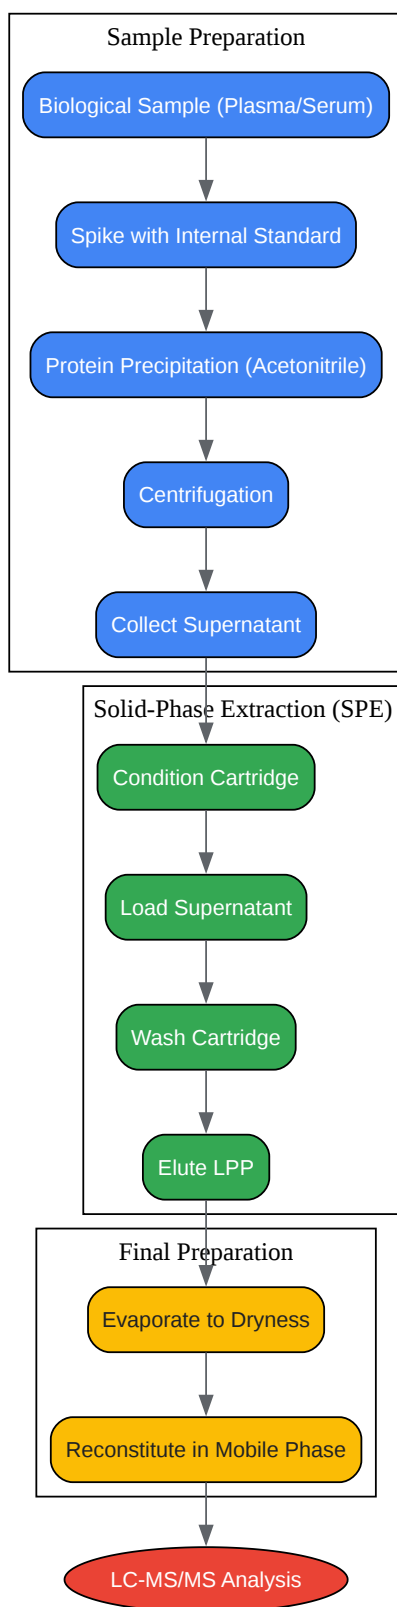 Sample Preparation
Biological Sample (Plasma/Serum)
Spike with Internal Standard
Protein Precipitation (Acetonitrile)
Centrifugation
Collect Supernatant
Solid-Phase Extraction (SPE)
Condition Cartridge
Load Supernatant
Wash Cartridge
Elute LPP
Final Preparation
Evaporate to Dryness
Reconstitute in Mobile Phase
LC-MS/MS Analysis